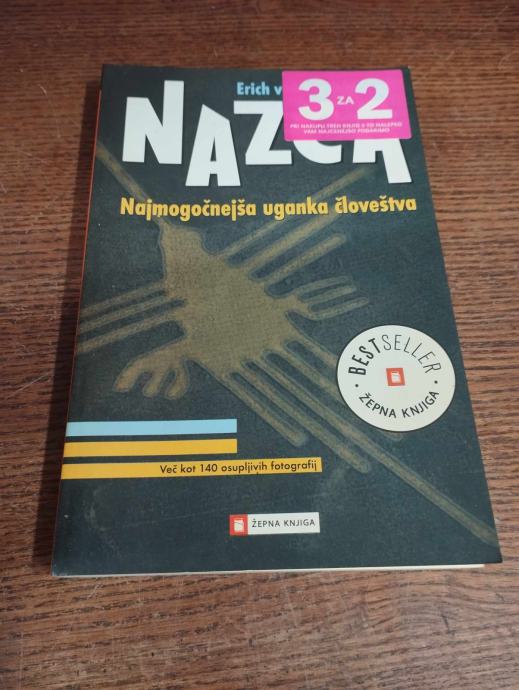 Erich v
3 ZA 2
PRI NAKUPU TREH KNJIG S TO NALEPKO
VAM NAJCENEJŠO PODARIMO
NAZCA
Najmogočnejša uganka človeštva
BESTSELLER
ŽEPNA KNJIGA
Več kot 140 osupljivih fotografij
ŽEPNA KNJIGA